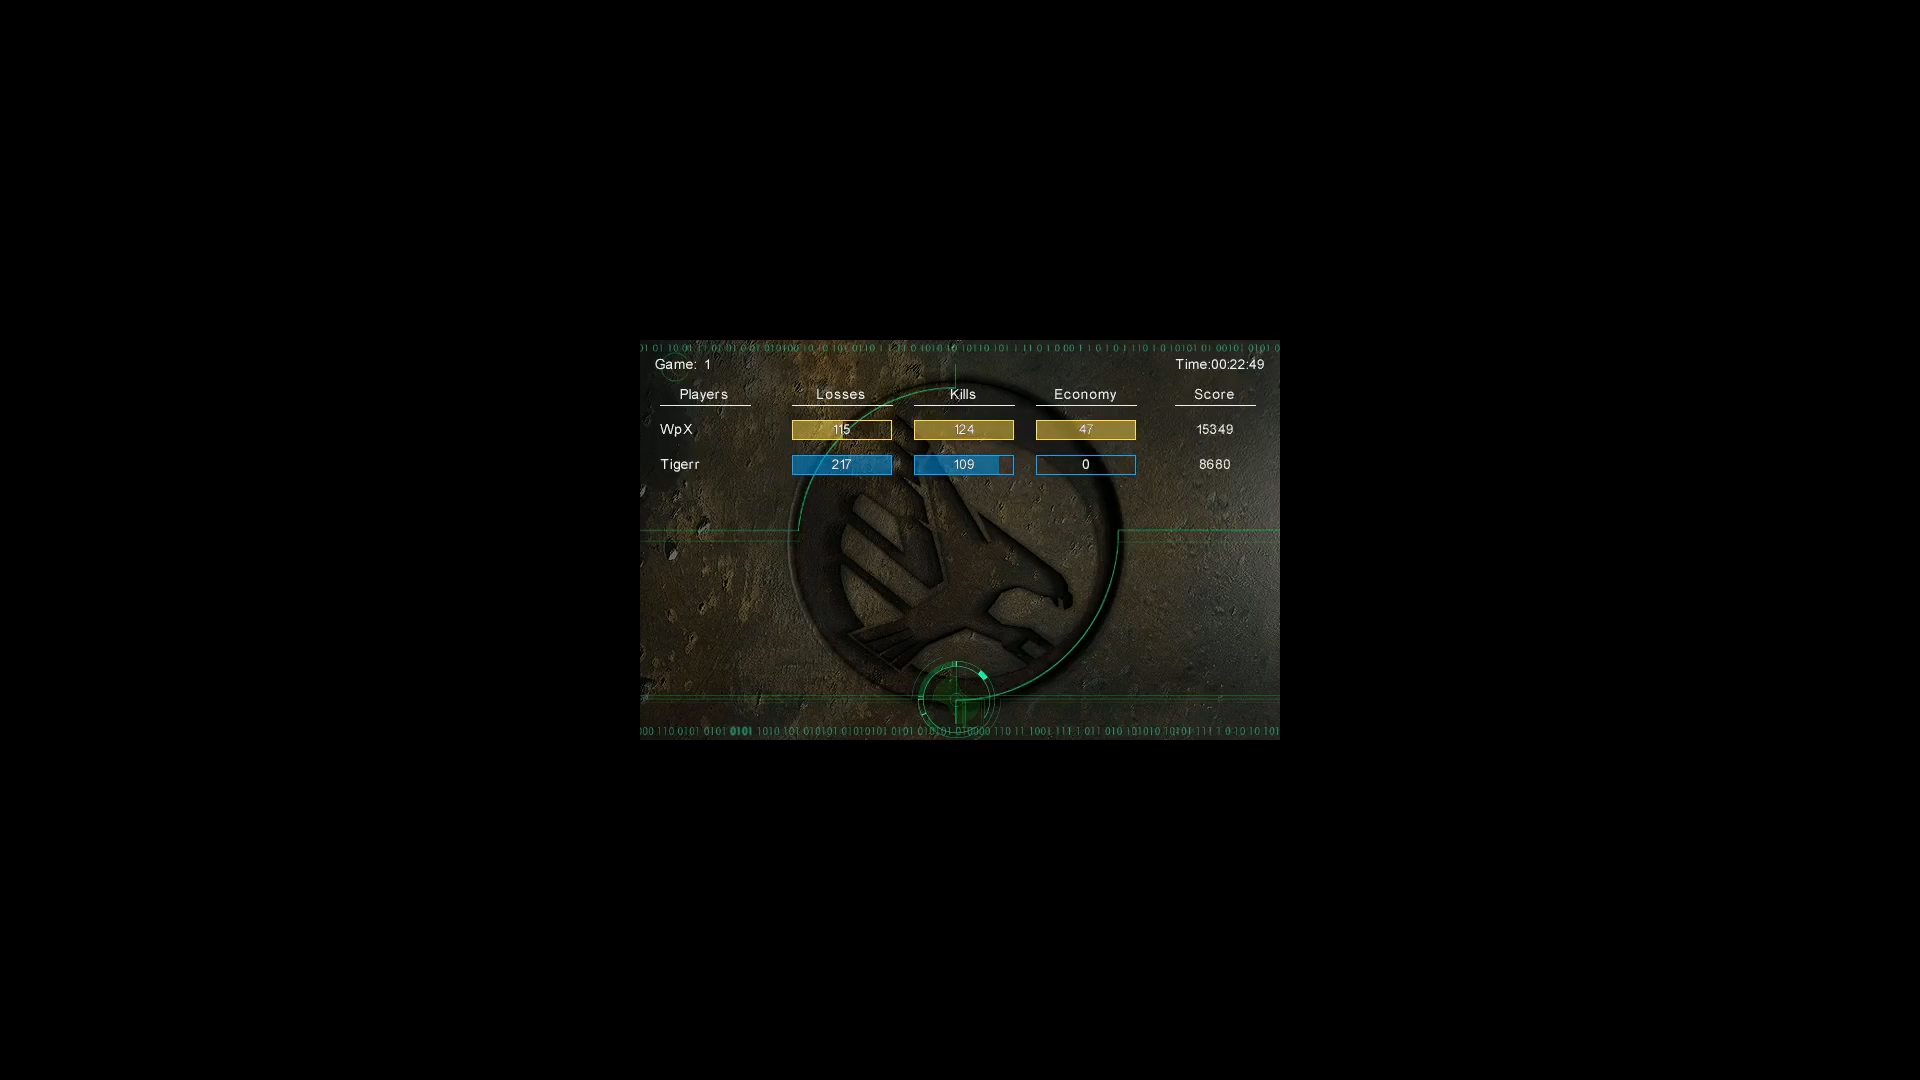 Game: 1 Time:00:22:49
Players Losses Kills Economy Score
WpX 115 124 47 15349
Tigerr 217 109 0 8680